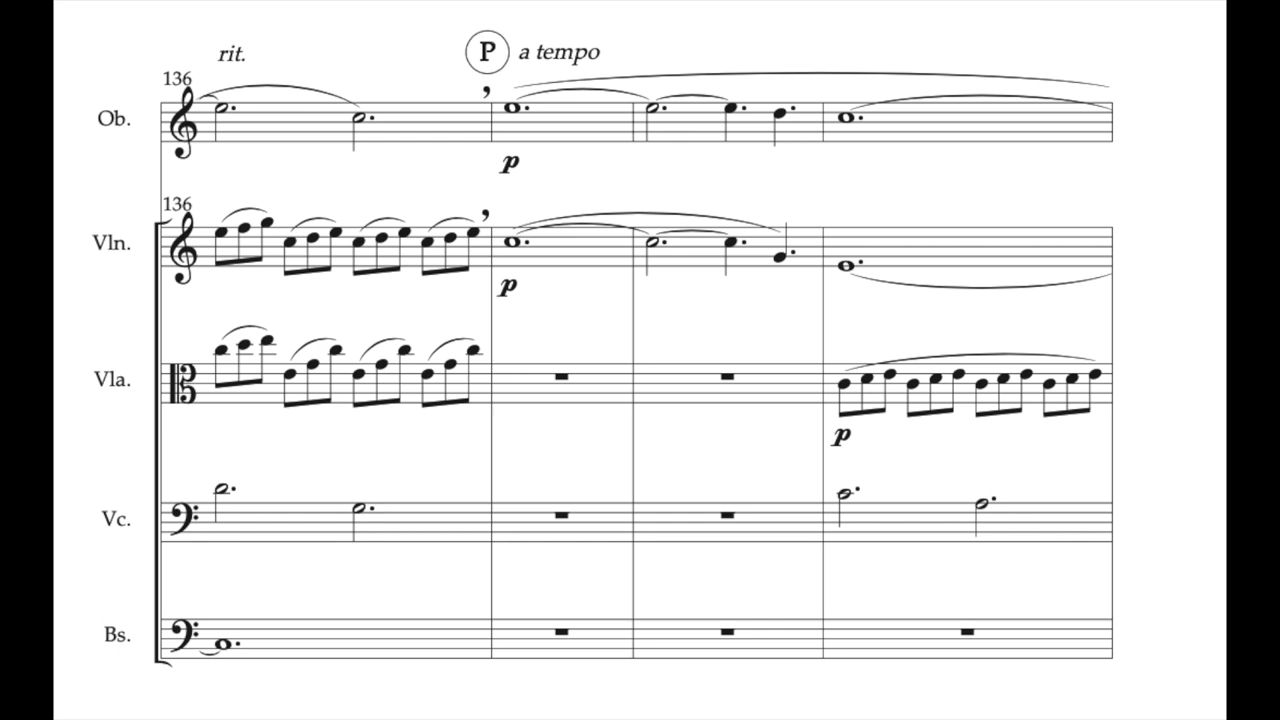 rit.
P a tempo
136
Ob.
p
136
Vln.
p
Vla.
p
Vc.
Bs.